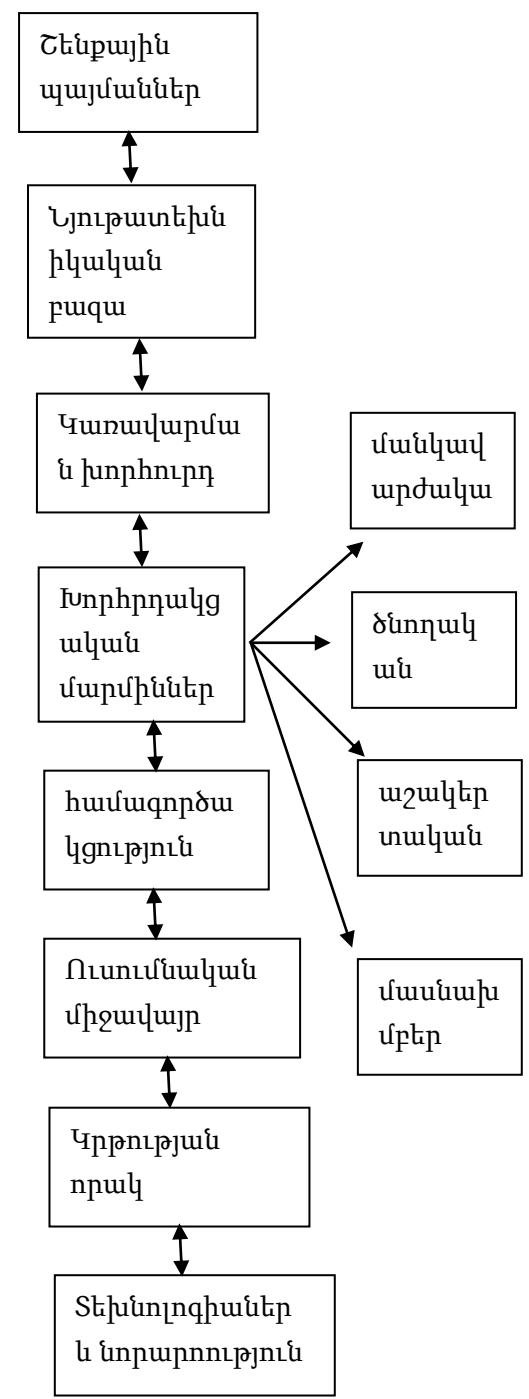 Շենքային
պայմաններ
Նյութատեխն
իկական
բազա
Կառավարմա
ն խորհուրդ
Խորհրդակց
ական
մարմիններ
մանկավ
արժակա
ծնողակ
ան
աշակեր
տական
մասնախ
մբեր
համագործա
կցություն
Ուսումնական
միջավայր
Կրթության
որակ
Տեխնոլոգիաներ
և նորարոություն